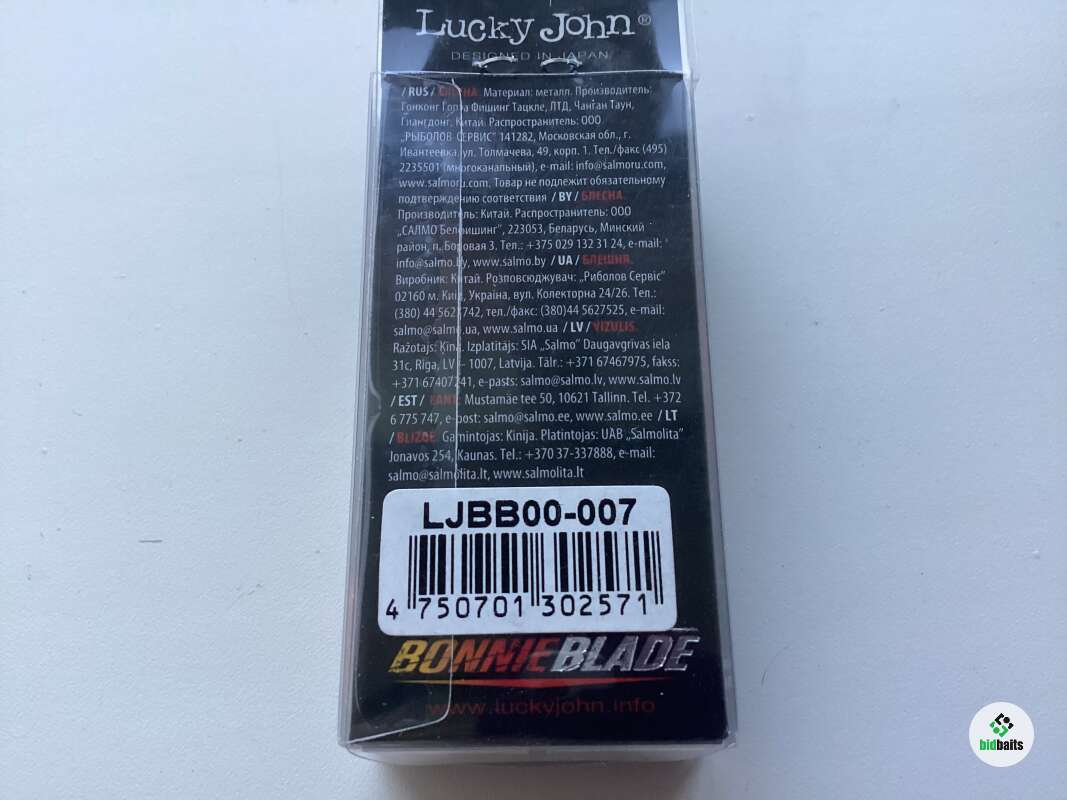 Lucky John®
DESIGNED IN JAPAN
/ RUS / БЛЕСНА. Материал: металл. Производитель:
Гонконг Горпа Фишинг Тацкле, ЛТД, Чанган Таун,
Гиангдонг, Китай. Распространитель: ООО
„РЫБОЛОВ СЕРВИС" 141282, Московская обл., г.
Ивантеевка, ул. Толмачева, 49, корп. 1. Тел./факс (495)
2235501 (многоканальный), e-mail: info@salmoru.com,
www.salmoru.com. Товар не подлежит обязательному
подтверждению соответствия / BY / БЛЕСНА.
Производитель: Китай. Распространитель: ООО
„САЛМО Белфишинг", 223053, Беларусь, Минский
район, п. Боровая 3. Тел.: +375 029 132 31 24, e-mail:
info@salmo.by, www.salmo.by / UA / БЛЕШНЯ.
Виробник: Китай. Розповсюджувач: „Риболов Сервіс"
02160 м. Київ, Україна, вул. Колекторна 24/26. Тел.:
(380) 44 5627742, тел./факс: (380)44 5627525, e-mail:
salmo@salmo.ua, www.salmo.ua / LV / VIZULIS.
Ražotajs: Ķīna. Izplatītājs: SIA „Salmo" Daugavgrivas iela
31c, Riga, LV - 1007, Latvija. Tālr.: +371 67467975, fakss:
+371 67407241, e-pasts: salmo@salmo.lv, www.salmo.lv
/ EST / LANT. Mustamäe tee 50, 10621 Tallinn. Tel. +372
6 775 747, e-post: salmo@salmo.ee, www.salmo.ee / LT
/ BLIZGĖ. Gamintojas: Kinija. Platintojas: UAB „Salmolita"
Jonavos 254, Kaunas. Tel.: +370 37-337888, e-mail:
salmo@salmolita.lt, www.salmolita.lt
LJBB00-007
4 750701 302571
BONNIEBLADE
www.luckyjohn.info
bidbaits